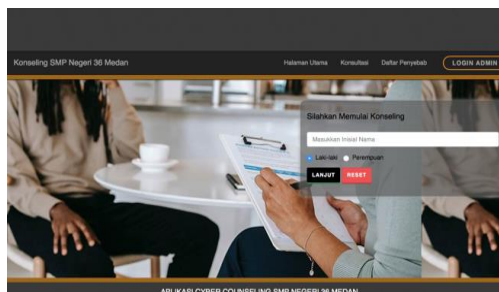 Konseling SMP Negeri 36 Medan
Halaman Utama Konsultasi Daftar Penyebab LOGIN ADMIN
Silahkan Memulai Konseling
Masukkan Inisial Nama
Laki-laki Perempuan
LANJUT RESET
APLIKASI CYBER COUNSELING SMP NEGERI 36 MEDAN